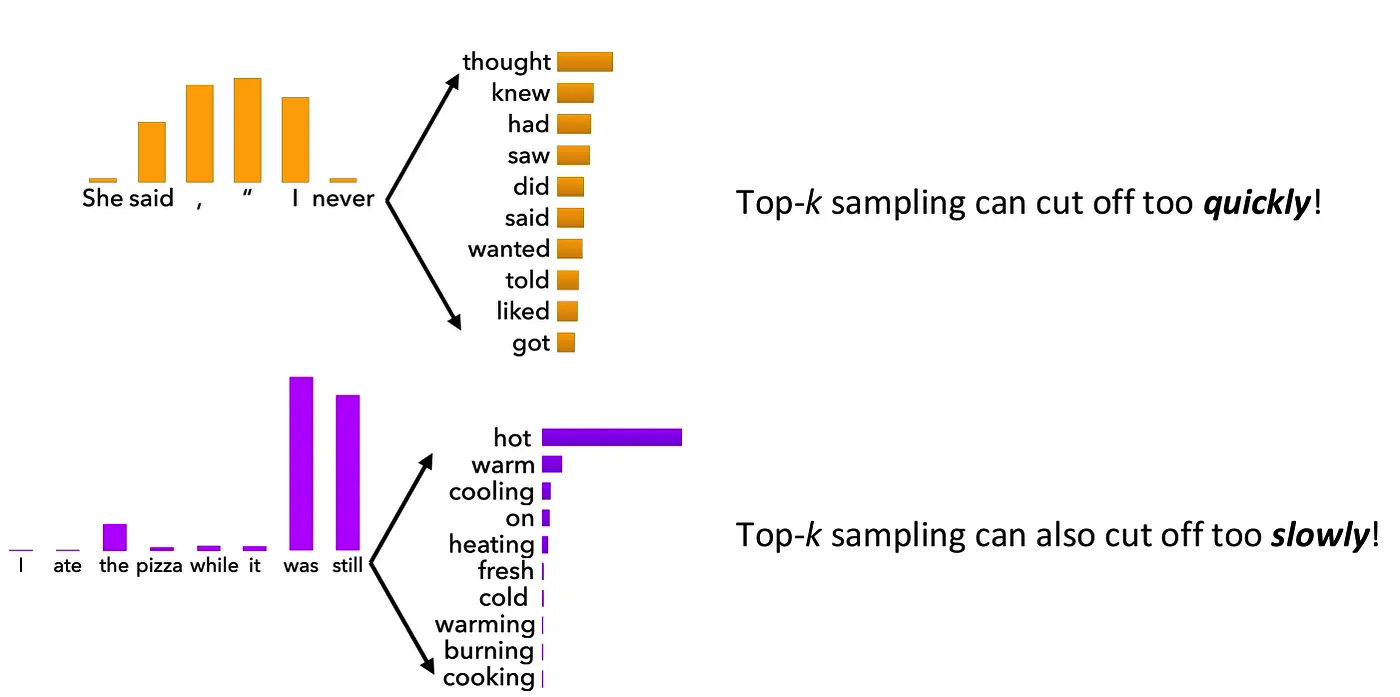 thought
knew
had
saw
did
said
wanted
told
liked
got
She said , “ I never
Top-k sampling can cut off too quickly!
hot
warm
cooling
on
heating
fresh
cold
warming
burning
cooking
I ate the pizza while it was still
Top-k sampling can also cut off too slowly!